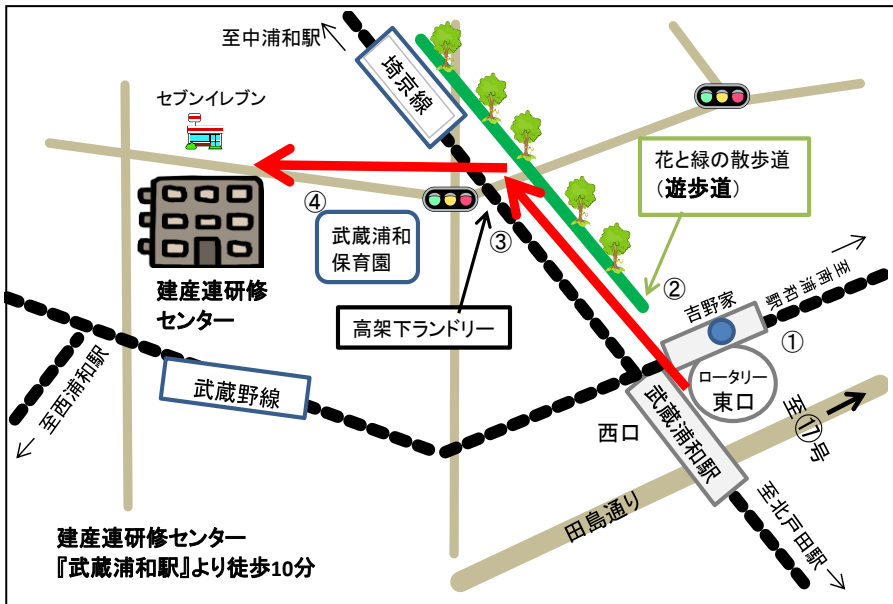 至中浦和駅
埼京線
セブンイレブン
花と緑の散歩道
（遊歩道）
④
③
武蔵浦和
保育園
②
至南浦和駅
建産連研修
センター
高架下ランドリー
吉野家
①
至西浦和駅
武蔵野線
ロータリー
東口
西口
武蔵浦和駅
至⑰号
田島通り
至北戸田駅
建産連研修センター
『武蔵浦和駅』より徒歩10分